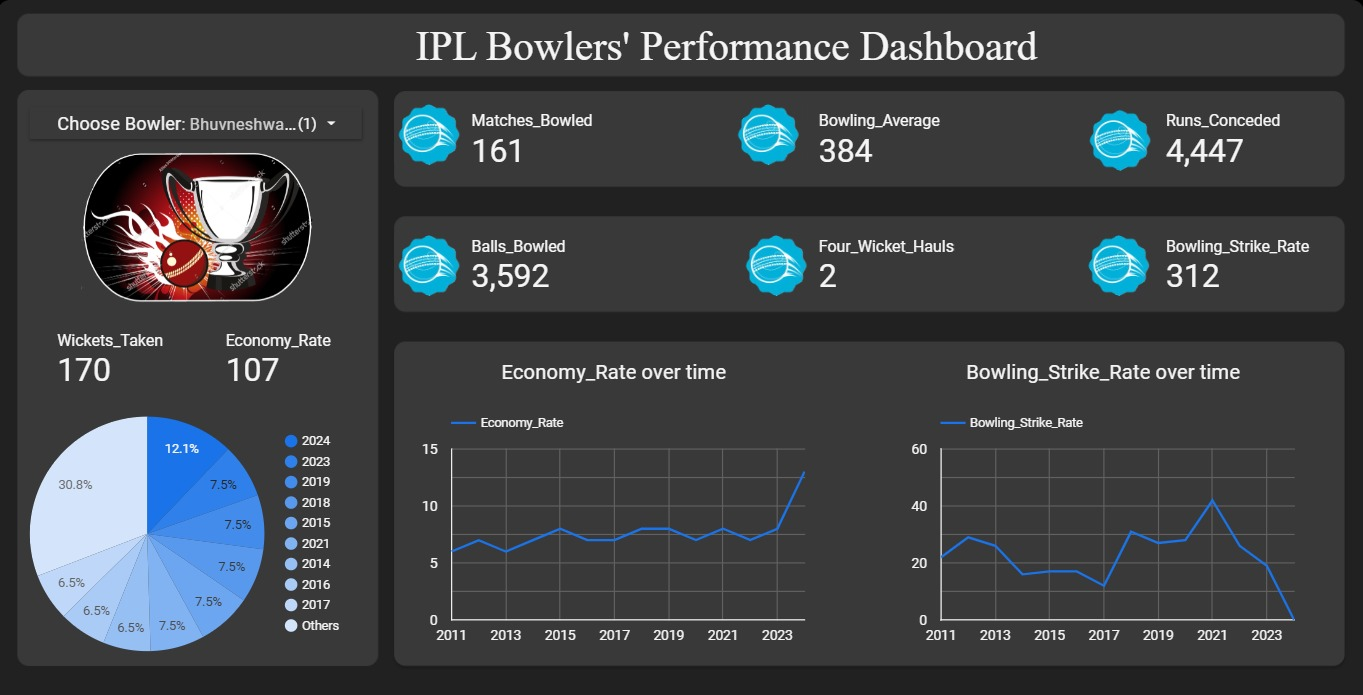 IPL Bowlers' Performance Dashboard
Choose Bowler: Bhuvneshwa... (1)
shutterstock
shutterstock
shutterstock
Wickets_Taken
170
Economy_Rate
107
12.1%
7.5%
7.5%
7.5%
7.5%
7.5%
6.5%
6.5%
6.5%
30.8%
2024
2023
2019
2018
2015
2021
2014
2016
2017
Others
Matches_Bowled
161
Bowling_Average
384
Runs_Conceded
4,447
Balls_Bowled
3,592
Four_Wicket_Hauls
2
Bowling_Strike_Rate
312
Economy_Rate over time
Economy_Rate
15
10
5
0
2011 2013 2015 2017 2019 2021 2023
Bowling_Strike_Rate over time
Bowling_Strike_Rate
60
40
20
0
2011 2013 2015 2017 2019 2021 2023